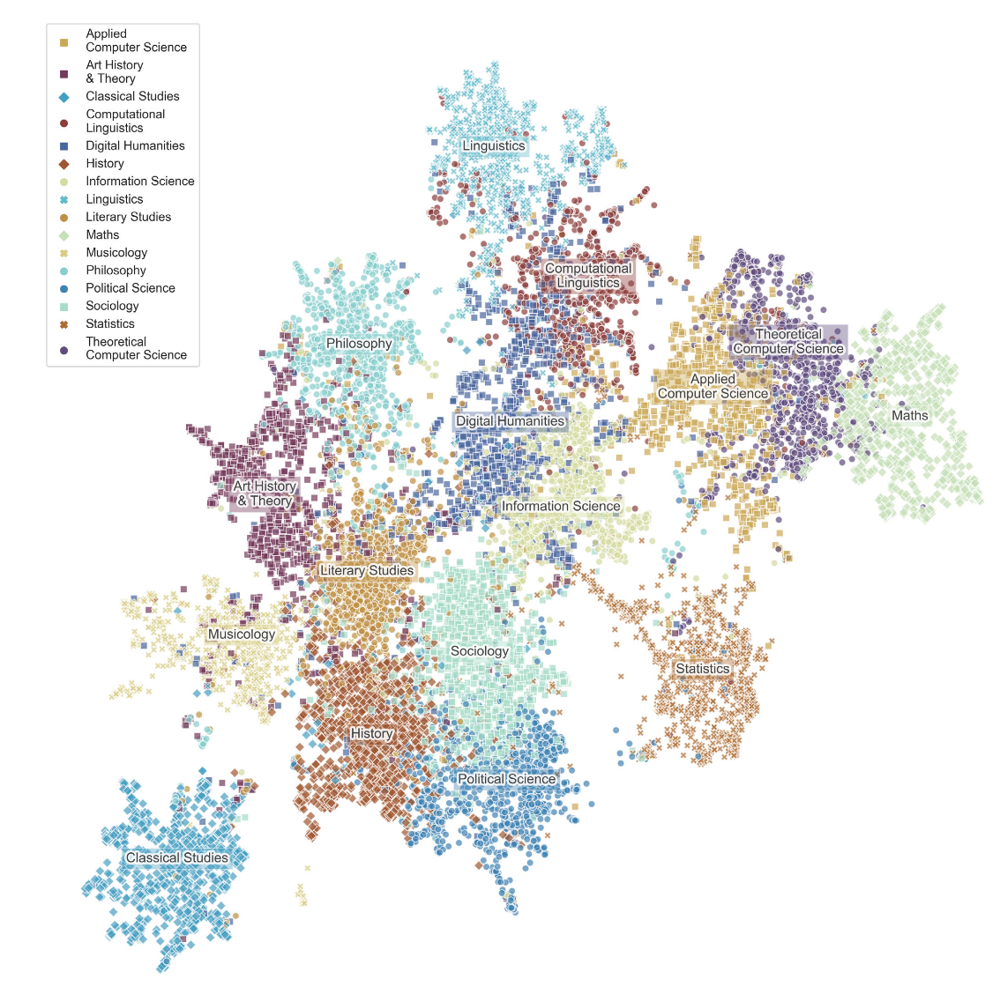 Applied
Computer Science
Art History
& Theory
Classical Studies
Computational
Linguistics
Digital Humanities
History
Information Science
Linguistics
Literary Studies
Maths
Musicology
Philosophy
Political Science
Sociology
Statistics
Theoretical
Computer Science
Linguistics
Computational
Linguistics
Philosophy
Theoretical
Computer Science
Applied
Computer Science
Maths
Digital Humanities
Art History
& Theory
Information Science
Literary Studies
Musicology
Sociology
Statistics
History
Political Science
Classical Studies